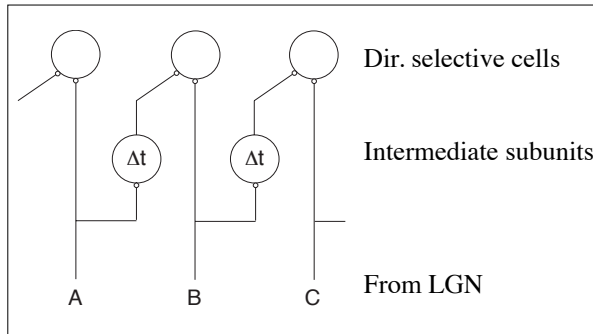 Dir. selective cells
Δt Δt Intermediate subunits
A B C From LGN